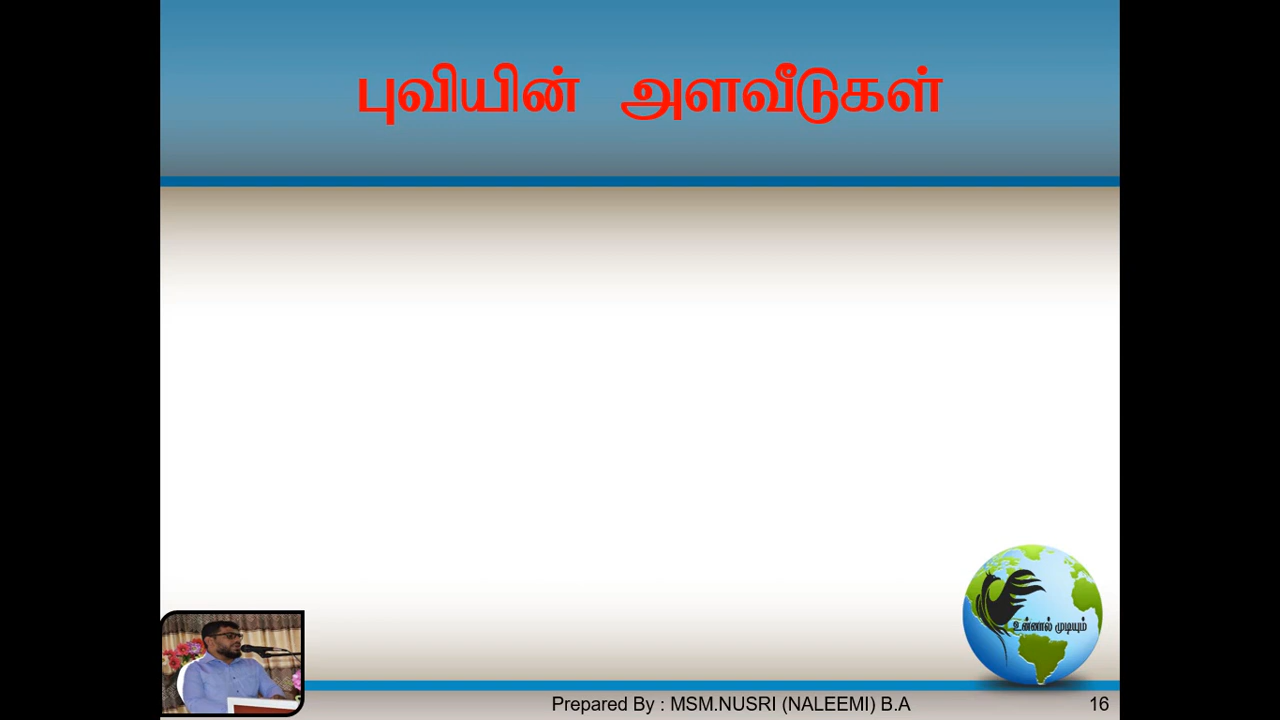 புவியின் அளவீடுகள்
உன்னால் முடியும்
Prepared By : MSM.NUSRI (NALEEMI) B.A
16